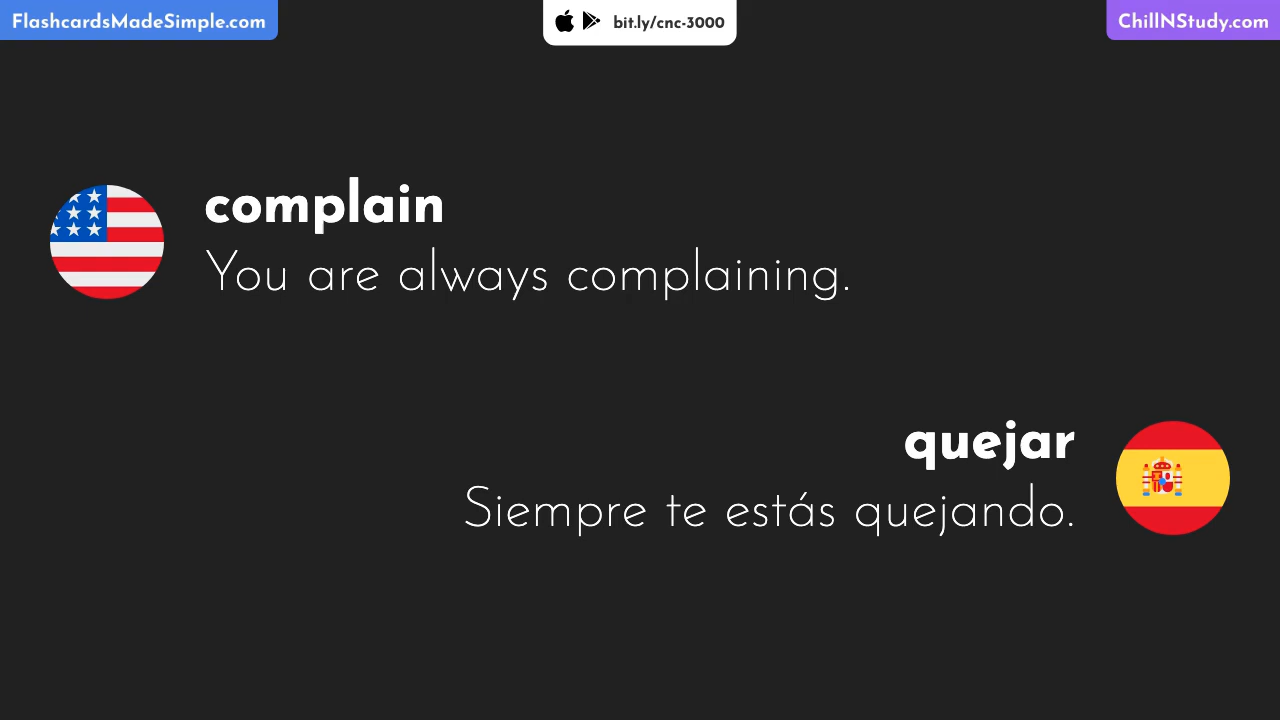 FlashcardsMadeSimple.com
bit.ly/cnc-3000
ChillNStudy.com
complain
You are always complaining.
quejar
Siempre te estás quejando.